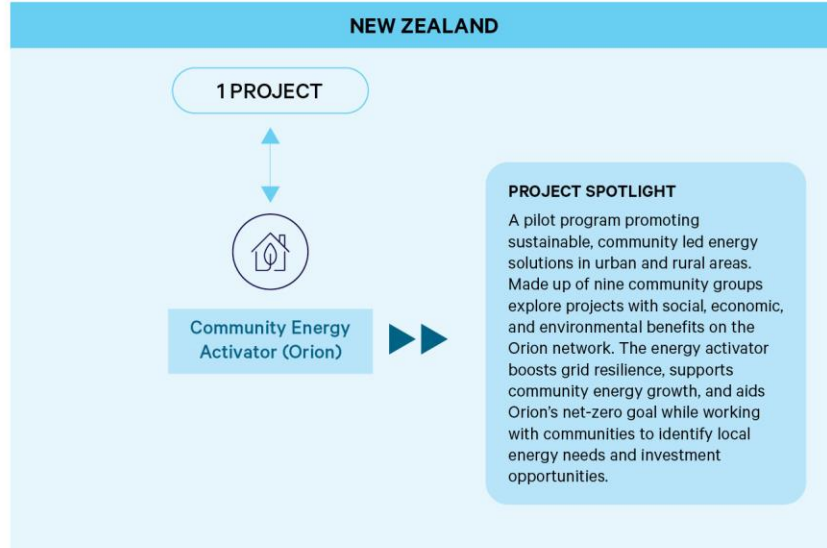 NEW ZEALAND
1 PROJECT
Community Energy
Activator (Orion)
PROJECT SPOTLIGHT
A pilot program promoting
sustainable, community led energy
solutions in urban and rural areas.
Made up of nine community groups
explore projects with social, economic,
and environmental benefits on the
Orion network. The energy activator
boosts grid resilience, supports
community energy growth, and aids
Orion’s net-zero goal while working
with communities to identify local
energy needs and investment
opportunities.